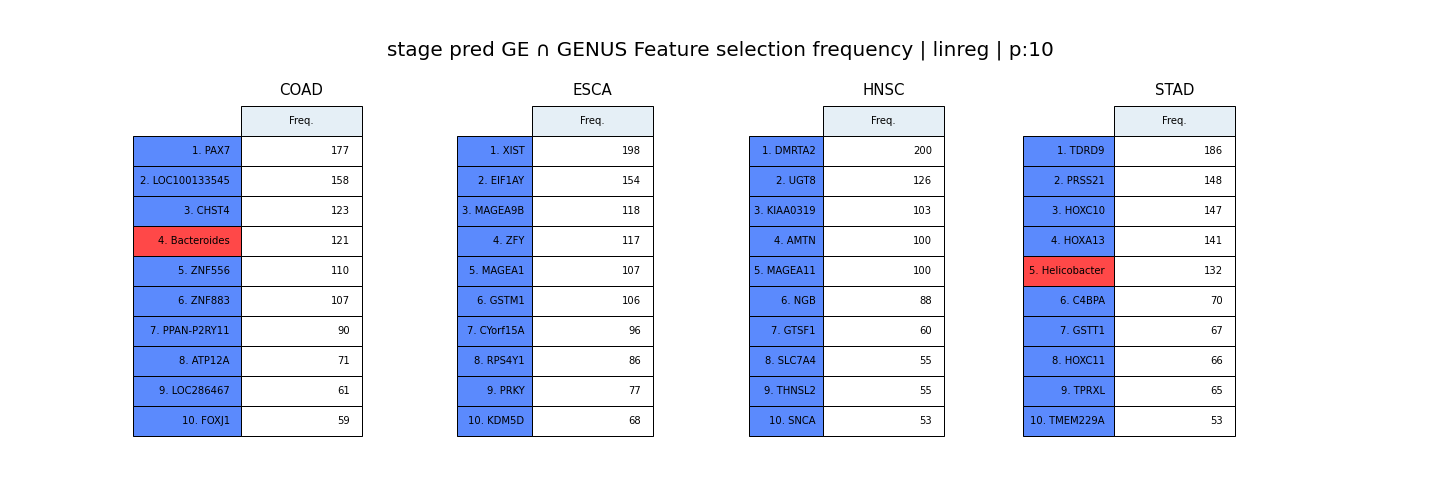 stage pred GE ∩ GENUS Feature selection frequency | linreg | p:10
COAD
Freq.
1. PAX7 177
2. LOC100133545 158
3. CHST4 123
4. Bacteroides 121
5. ZNF556 110
6. ZNF883 107
7. PPAN-P2RY11 90
8. ATP12A 71
9. LOC286467 61
10. FOXJ1 59
ESCA
Freq.
1. XIST 198
2. EIF1AY 154
3. MAGEA9B 118
4. ZFY 117
5. MAGEA1 107
6. GSTM1 106
7. CYorf15A 96
8. RPS4Y1 86
9. PRKY 77
10. KDM5D 68
HNSC
Freq.
1. DMRTA2 200
2. UGT8 126
3. KIAA0319 103
4. AMTN 100
5. MAGEA11 100
6. NGB 88
7. GTSF1 60
8. SLC7A4 55
9. THNSL2 55
10. SNCA 53
STAD
Freq.
1. TDRD9 186
2. PRSS21 148
3. HOXC10 147
4. HOXA13 141
5. Helicobacter 132
6. C4BPA 70
7. GSTT1 67
8. HOXC11 66
9. TPRXL 65
10. TMEM229A 53